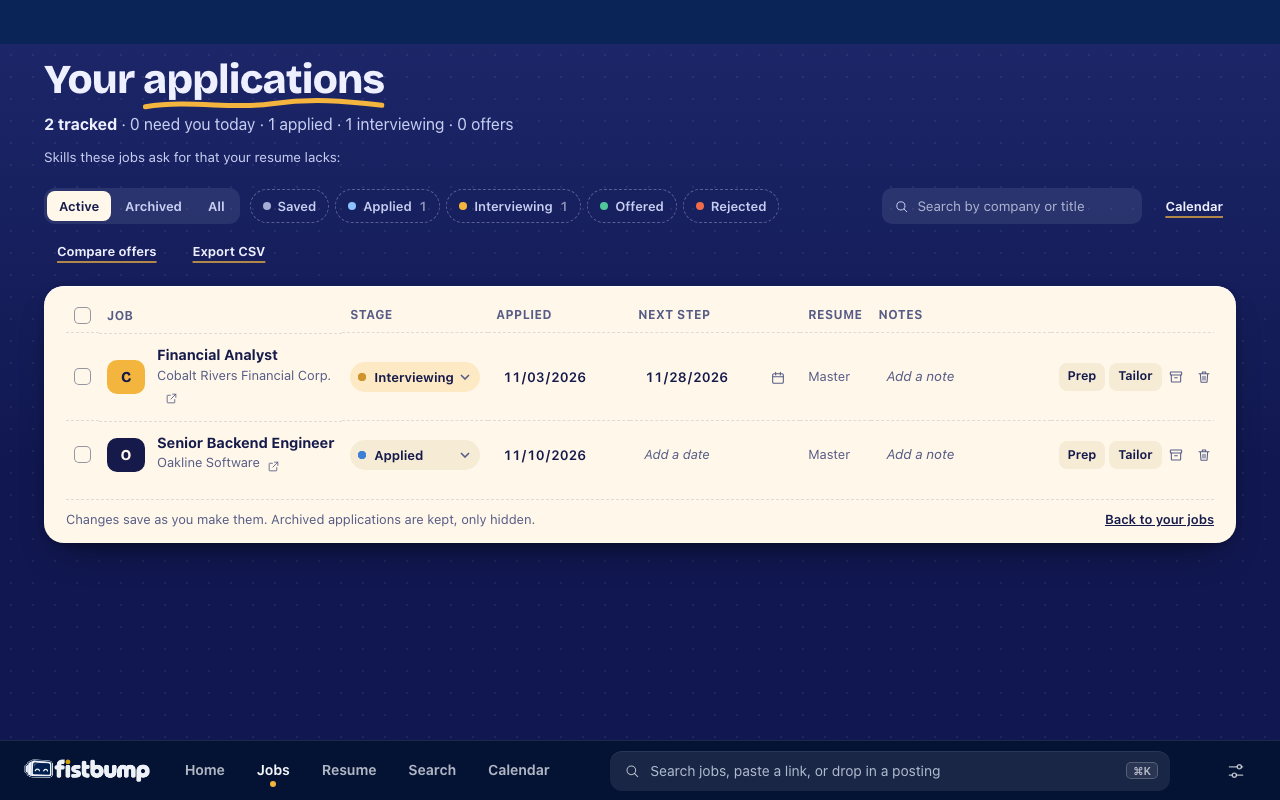 Your applications
2 tracked · 0 need you today · 1 applied · 1 interviewing · 0 offers
Skills these jobs ask for that your resume lacks:
Active Archived All Saved Applied 1 Interviewing 1 Offered Rejected Search by company or title Calendar
Compare offers Export CSV
JOB STAGE APPLIED NEXT STEP RESUME NOTES
C Financial Analyst
Cobalt Rivers Financial Corp. Interviewing 11/03/2026 11/28/2026 Master Add a note Prep Tailor
O Senior Backend Engineer
Oakline Software Applied 11/10/2026 Add a date Master Add a note Prep Tailor
Changes save as you make them. Archived applications are kept, only hidden. Back to your jobs
fistbump Home Jobs Resume Search Calendar Search jobs, paste a link, or drop in a posting ⌘K